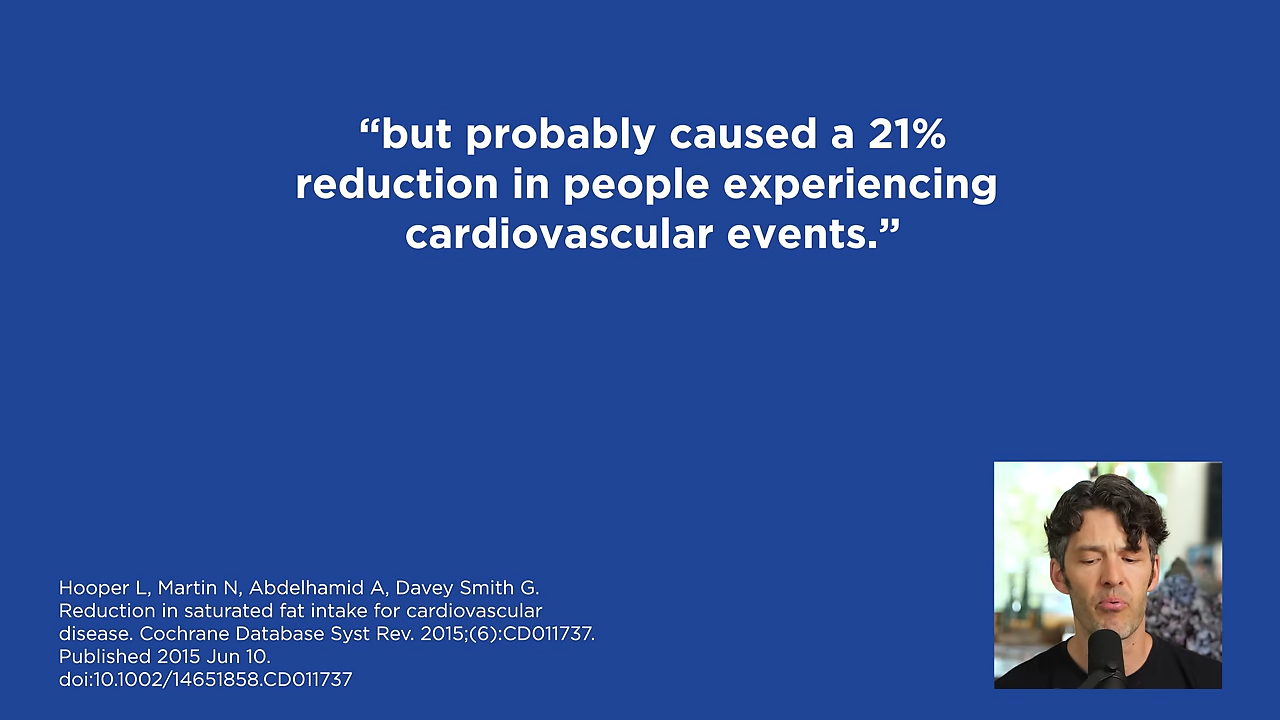 “but probably caused a 21%
reduction in people experiencing
cardiovascular events.”
Hooper L, Martin N, Abdelhamid A, Davey Smith G.
Reduction in saturated fat intake for cardiovascular
disease. Cochrane Database Syst Rev. 2015;(6):CD011737.
Published 2015 Jun 10.
doi:10.1002/14651858.CD011737